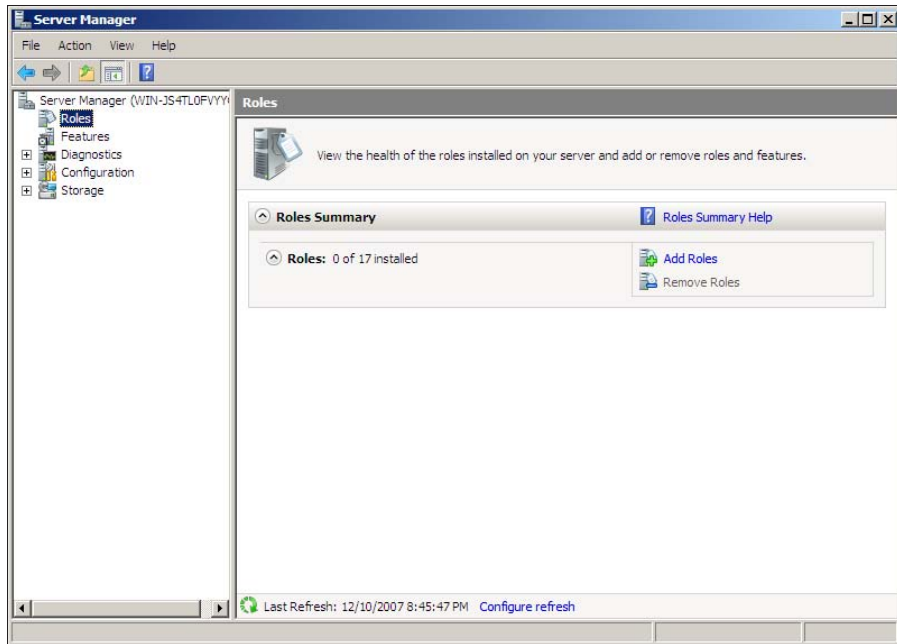 Server Manager
File Action View Help
Server Manager (WIN-JS4TL0FVYY
Roles
Features
Diagnostics
Configuration
Storage
Roles
View the health of the roles installed on your server and add or remove roles and features.
Roles Summary
Roles Summary Help
Roles: 0 of 17 installed
Add Roles
Remove Roles
Last Refresh: 12/10/2007 8:45:47 PM Configure refresh